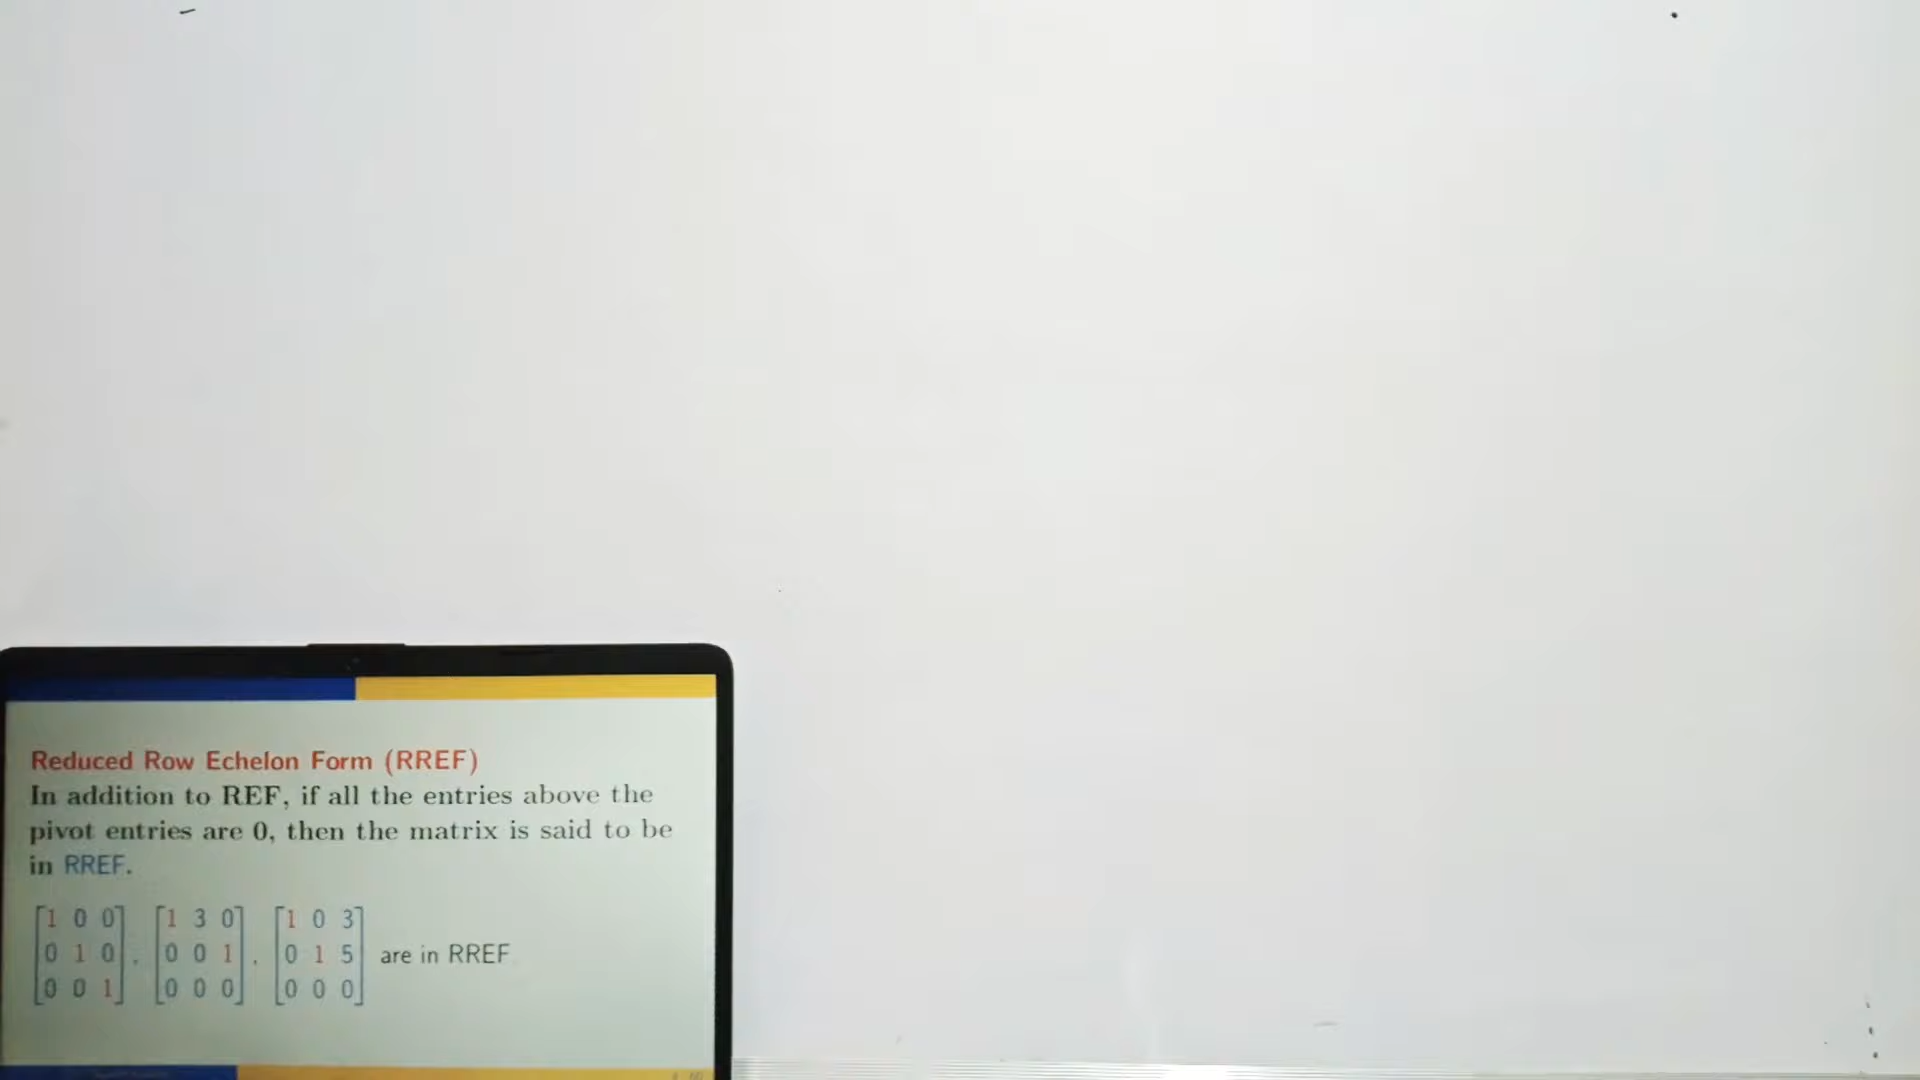 Reduced Row Echelon Form (RREF)
In addition to REF, if all the entries above the
pivot entries are 0, then the matrix is said to be
in RREF.
[1 0 0] [1 3 0] [1 0 3]
[0 1 0], [0 0 1], [0 1 5] are in RREF
[0 0 1] [0 0 0] [0 0 0]